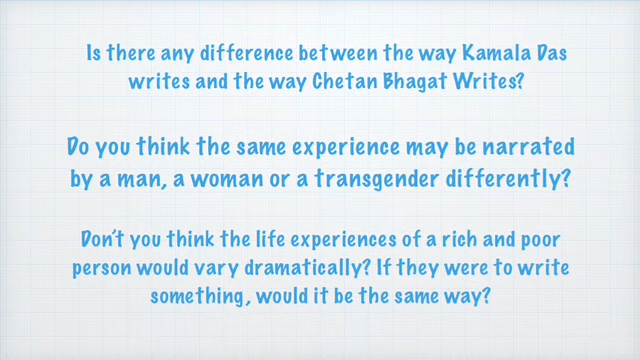 Is there any difference between the way Kamala Das
writes and the way Chetan Bhagat Writes?
Do you think the same experience may be narrated
by a man, a woman or a transgender differently?
Don't you think the life experiences of a rich and poor
person would vary dramatically? If they were to write
something, would it be the same way?